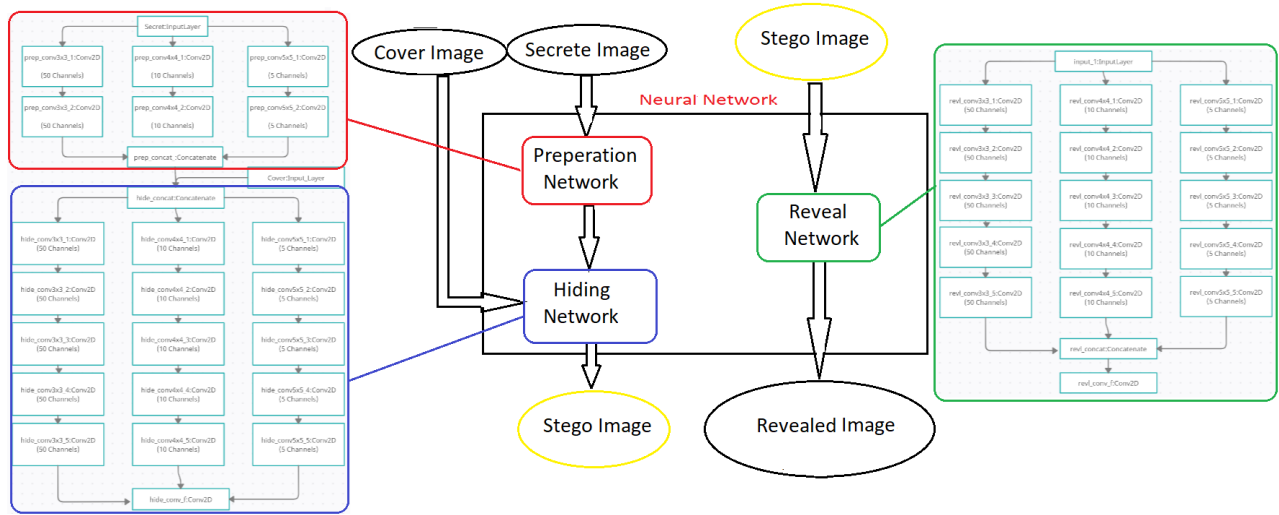 Secret:InputLayer
prep_conv3x3_1:Conv2D
(50 Channels)
prep_conv4x4_1:Conv2D
(10 Channels)
prep_conv5x5_1:Conv2D
(5 Channels)
prep_conv3x3_2:Conv2D
(50 Channels)
prep_conv4x4_2:Conv2D
(10 Channels)
prep_conv5x5_2:Conv2D
(5 Channels)
prep_concat :Concatenate
Cover:Input_Layer
hide_concat:Concatenate
hide_conv3x3_1:Conv2D
(50 Channels)
hide_conv4x4_1:Conv2D
(10 Channels)
hide_conv5x5_1:Conv2D
(5 Channels)
hide_conv3x3_2:Conv2D
(50 Channels)
hide_conv4x4_2:Conv2D
(10 Channels)
hide_conv5x5_2:Conv2D
(5 Channels)
hide_conv3x3_3:Conv2D
(50 Channels)
hide_conv4x4_3:Conv2D
(10 Channels)
hide_conv5x5_3:Conv2D
(5 Channels)
hide_conv3x3_4:Conv2D
(50 Channels)
hide_conv4x4_4:Conv2D
(10 Channels)
hide_conv5x5_4:Conv2D
(5 Channels)
hide_conv3x3_5:Conv2D
(50 Channels)
hide_conv4x4_5:Conv2D
(10 Channels)
hide_conv5x5_5:Conv2D
(5 Channels)
hide_conv_f:Conv2D
Cover Image
Secrete Image
Stego Image
Neural Network
Preperation
Network
Reveal
Network
Hiding
Network
Stego Image
Revealed Image
input_1:InputLayer
revl_conv3x3_1:Conv2D
(50 Channels)
revl_conv4x4_1:Conv2D
(10 Channels)
revl_conv5x5_1:Conv2D
(5 Channels)
revl_conv3x3_2:Conv2D
(50 Channels)
revl_conv4x4_2:Conv2D
(10 Channels)
revl_conv5x5_2:Conv2D
(5 Channels)
revl_conv3x3_3:Conv2D
(50 Channels)
revl_conv4x4_3:Conv2D
(10 Channels)
revl_conv5x5_3:Conv2D
(5 Channels)
revl_conv3x3_4:Conv2D
(50 Channels)
revl_conv4x4_4:Conv2D
(10 Channels)
revl_conv5x5_4:Conv2D
(5 Channels)
revl_conv3x3_5:Conv2D
(50 Channels)
revl_conv4x4_5:Conv2D
(10 Channels)
revl_conv5x5_5:Conv2D
(5 Channels)
revl_concat:Concatenate
revl_conv_f:Conv2D